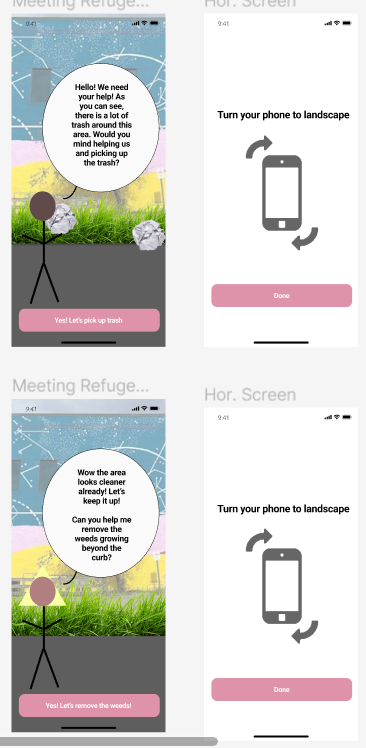 Meeting Refuge...
Hor. Screen
9:41
Hello! We need
your help! As
you can see,
there is a lot of
trash around this
area. Would you
mind helping us
and picking up
the trash?
Yes! Let's pick up trash
9:41
Turn your phone to landscape
Done
Meeting Refuge...
Hor. Screen
9:41
Wow the area
looks cleaner
already! Let's
keep it up!
Can you help me
remove the
weeds growing
beyond the
curb?
Yes! Let's remove the weeds!
9:41
Turn your phone to landscape
Done